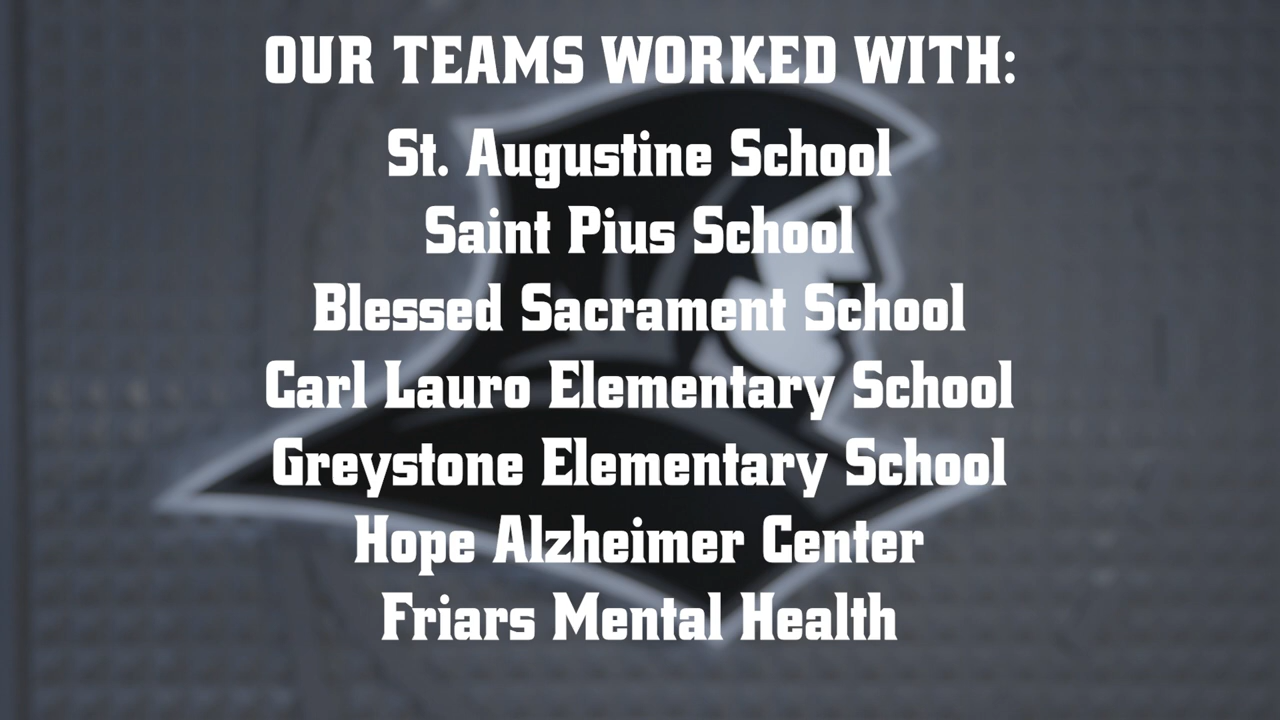 OUR TEAMS WORKED WITH:
St. Augustine School
Saint Pius School
Blessed Sacrament School
Carl Lauro Elementary School
Greystone Elementary School
Hope Alzheimer Center
Friars Mental Health